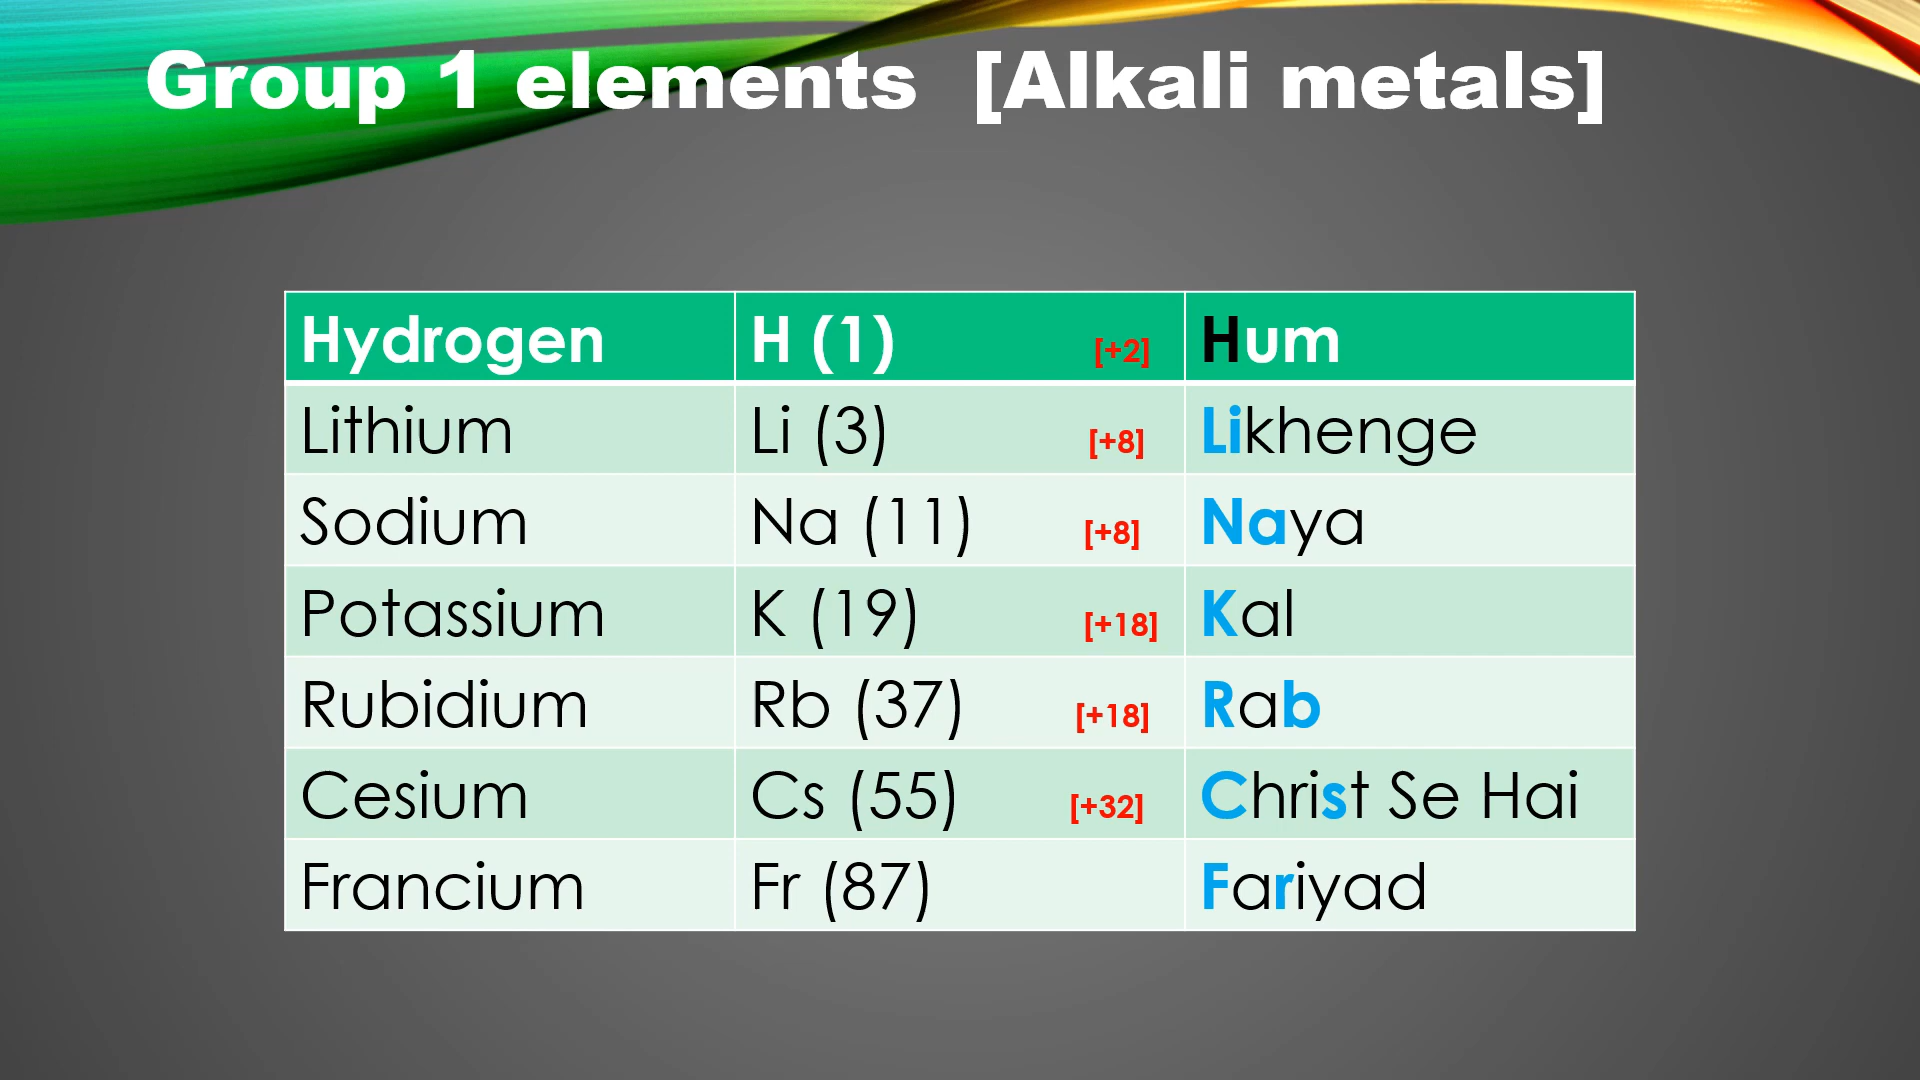 Group 1 elements [Alkali metals]
Hydrogen H (1) [+2] Hum
Lithium Li (3) [+8] Likhenge
Sodium Na (11) [+8] Naya
Potassium K (19) [+18] Kal
Rubidium Rb (37) [+18] Rab
Cesium Cs (55) [+32] Christ Se Hai
Francium Fr (87) Fariyad